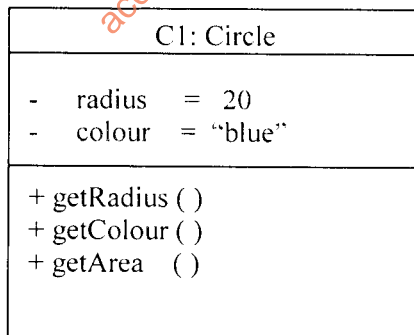 C1: Circle
- radius = 20
- colour = "blue"
+ getRadius ( )
+ getColour ( )
+ getArea ( )